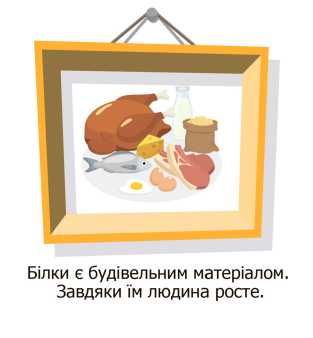 Білки є будівельним матеріалом.
Завдяки їм людина росте.